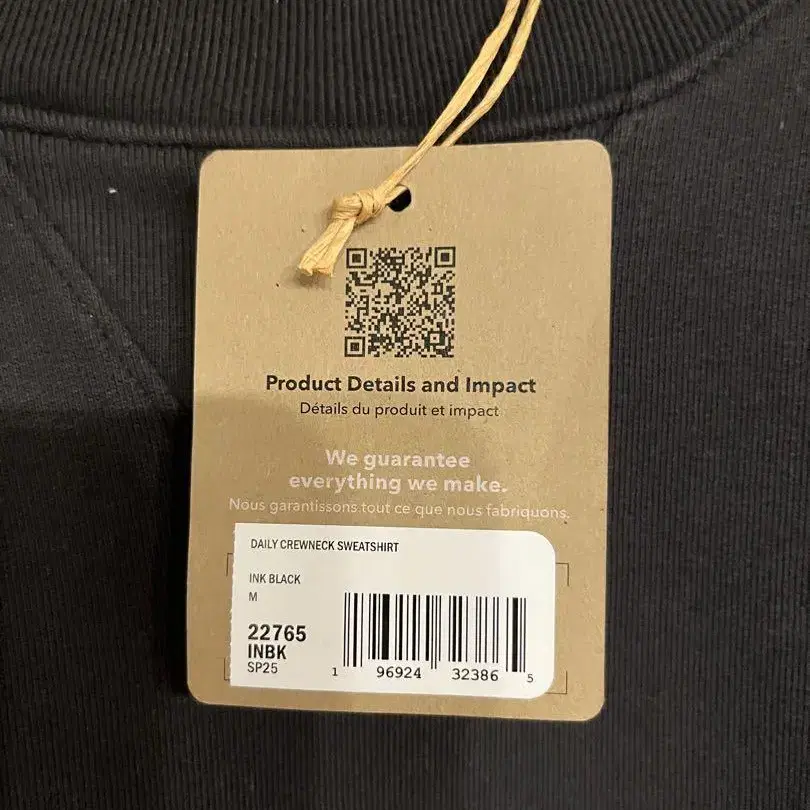 Product Details and Impact
Détails du produit et impact
We guarantee
everything we make.
Nous garantissons tout ce que nous fabriquons.
DAILY CREWNECK SWEATSHIRT
INK BLACK
M
22765
INBK
SP25
1 96924 32386 5